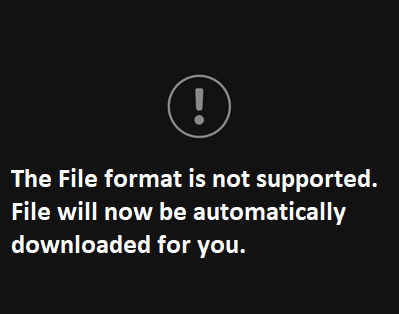 The File format is not supported.
File will now be automatically
downloaded for you.